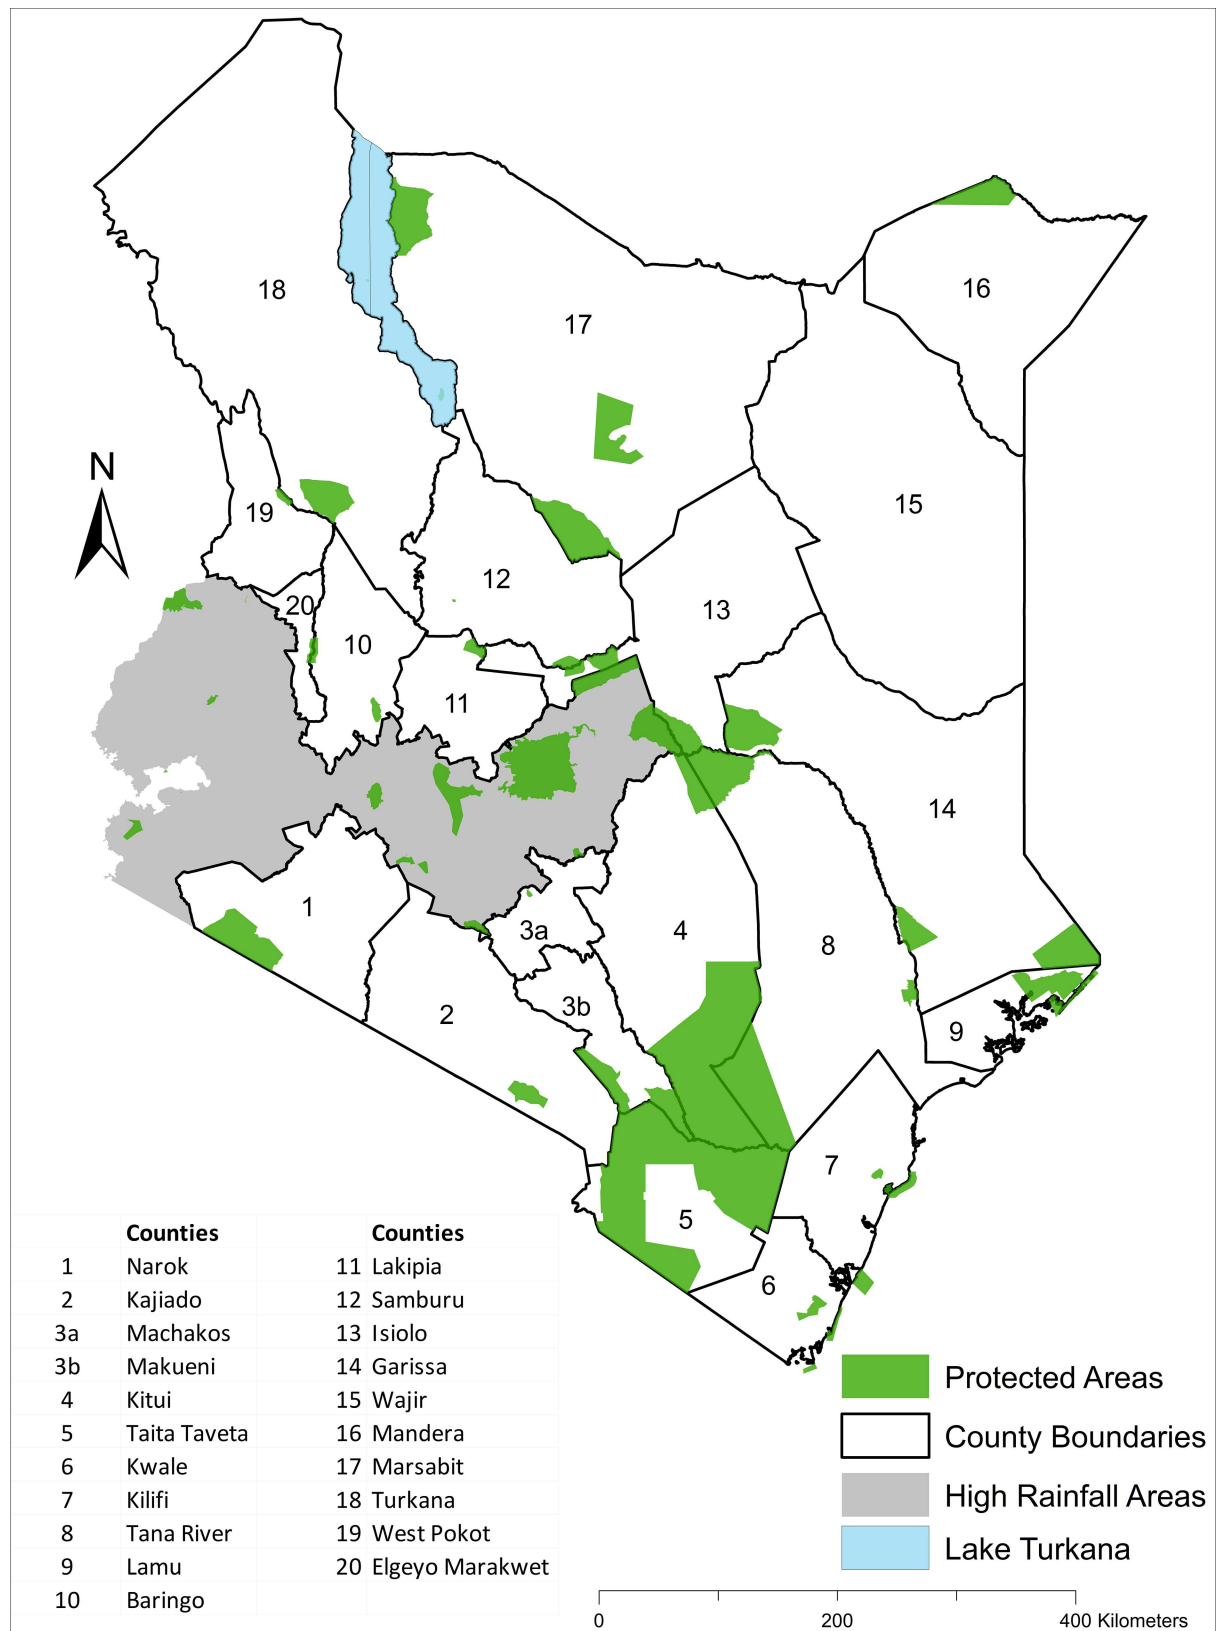 18
17
16
N
19
15
12
13
20
10
11
14
1
3a
4
8
2
3b
9
7
5
6
Counties Counties
1 Narok 11 Lakipia
2 Kajiado 12 Samburu
3a Machakos 13 Isiolo
3b Makueni 14 Garissa
4 Kitui 15 Wajir
5 Taita Taveta 16 Mandera
6 Kwale 17 Marsabit
7 Kilifi 18 Turkana
8 Tana River 19 West Pokot
9 Lamu 20 Elgeyo Marakwet
10 Baringo
Protected Areas
County Boundaries
High Rainfall Areas
Lake Turkana
0 200 400 Kilometers